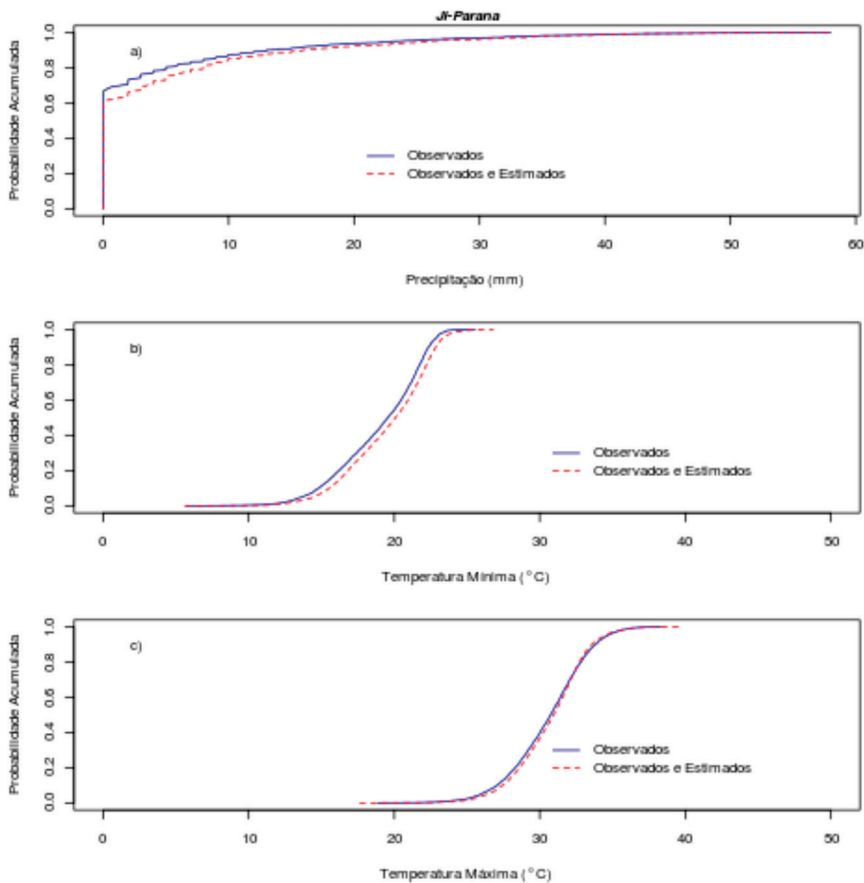 Ji-Parana
a)
Probabilidade Acumulada
0.0 0.2 0.4 0.6 0.8 1.0
Observados
Observados e Estimados
0 10 20 30 40 50 60
Precipitação (mm)
b)
Probabilidade Acumulada
0.0 0.2 0.4 0.6 0.8 1.0
Observados
Observados e Estimados
0 10 20 30 40 50
Temperatura Mínima (°C)
c)
Probabilidade Acumulada
0.0 0.2 0.4 0.6 0.8 1.0
Observados
Observados e Estimados
0 10 20 30 40 50
Temperatura Máxima (°C)